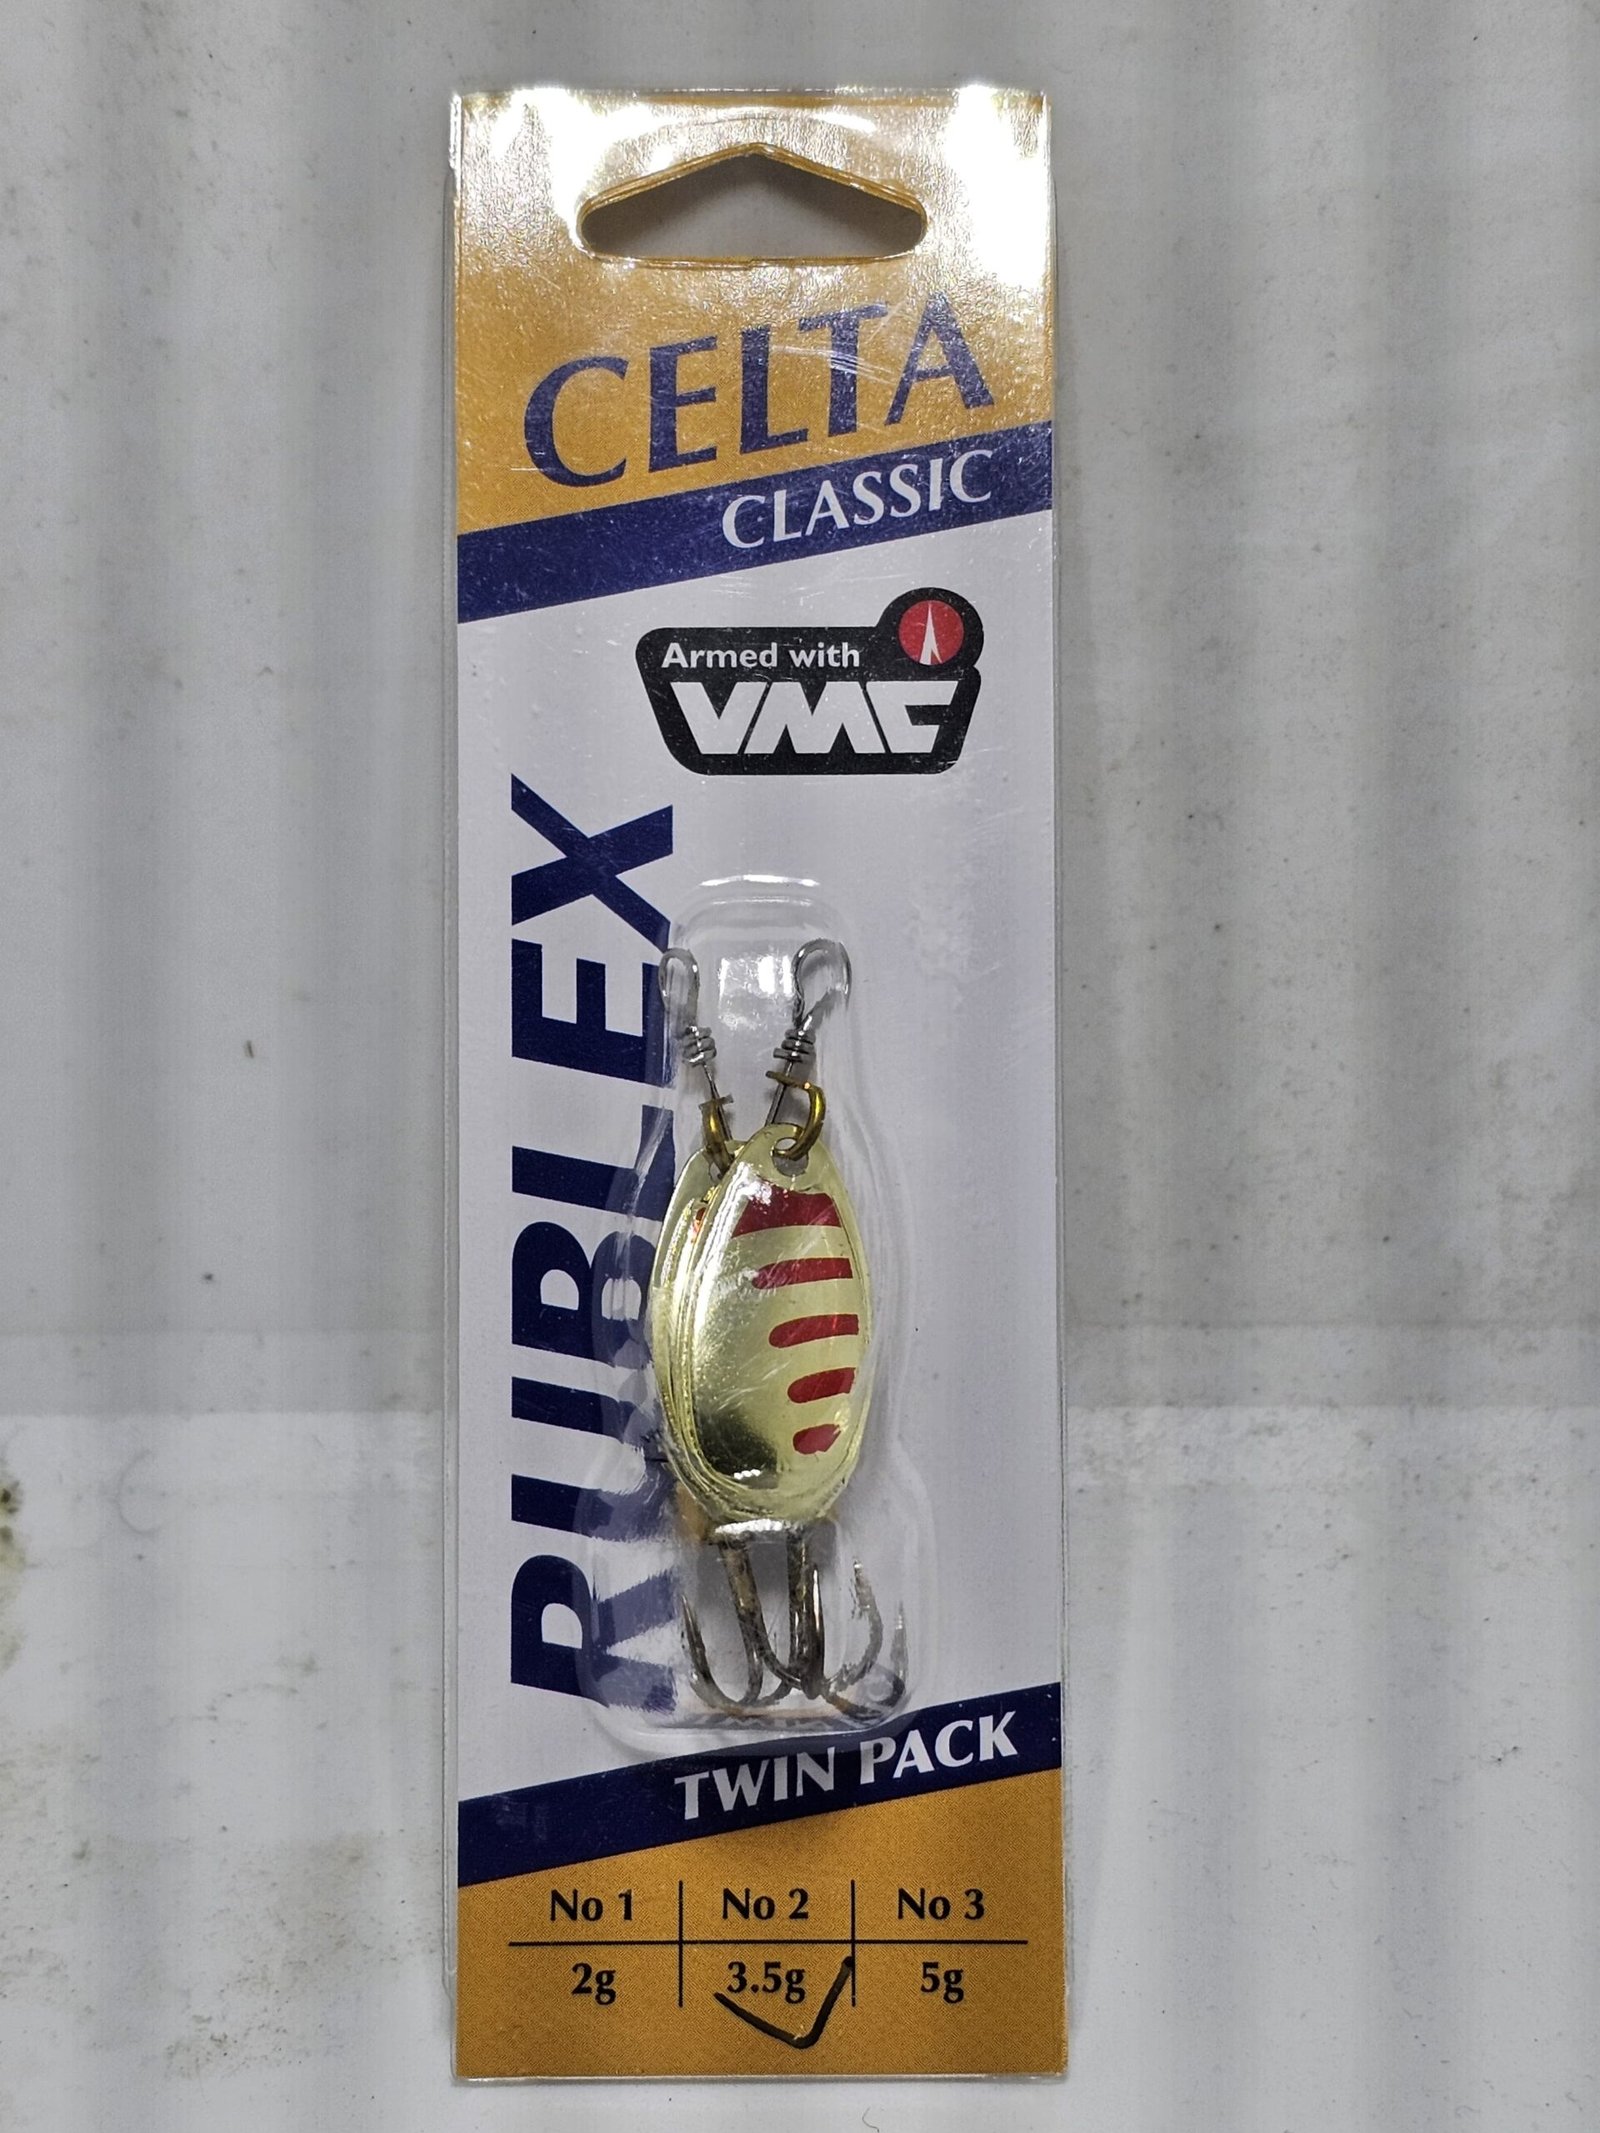 CELTA
CLASSIC
Armed with
VMC
RUBLEX
TWIN PACK
No 1 No 2 No 3
2g 3.5g 5g